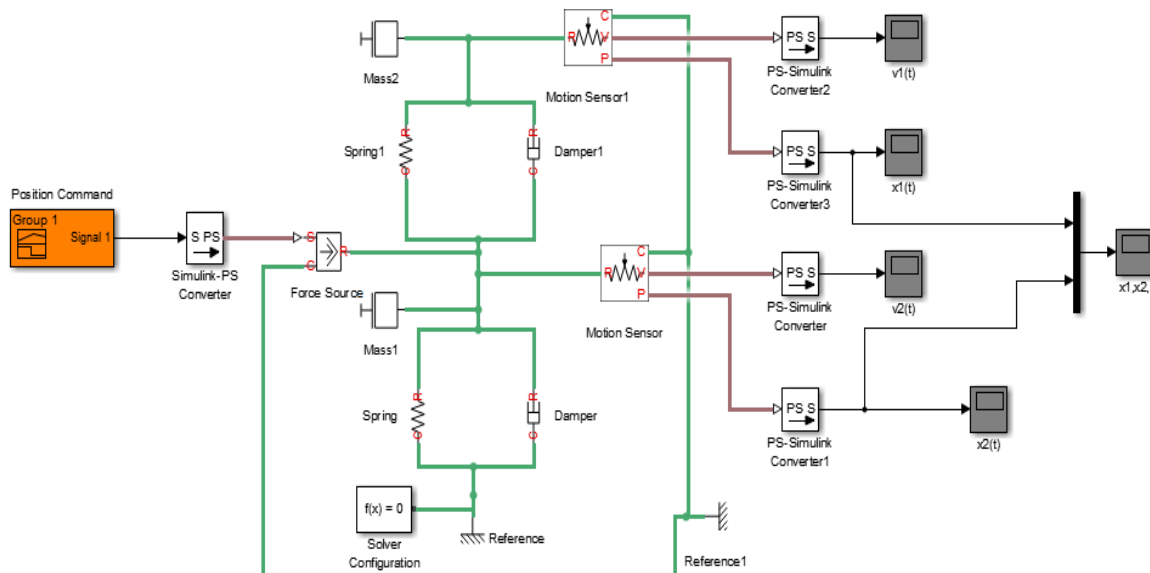 C
R
V
P
Mass2
Motion Sensor1
PS S
PS-Simulink
Converter2
v1(t)
R
R
Spring1
Damper1
C
C
PS S
PS-Simulink
Converter3
x1(t)
Position Command
Group 1
Signal 1
S PS
Simulink-PS
Converter
S
R
C
Force Source
C
R
V
P
Motion Sensor
PS S
PS-Simulink
Converter
v2(t)
x1,x2,
Mass1
R
R
Spring
Damper
C
C
PS S
PS-Simulink
Converter1
x2(t)
f(x) = 0
Solver
Configuration
Reference
Reference1